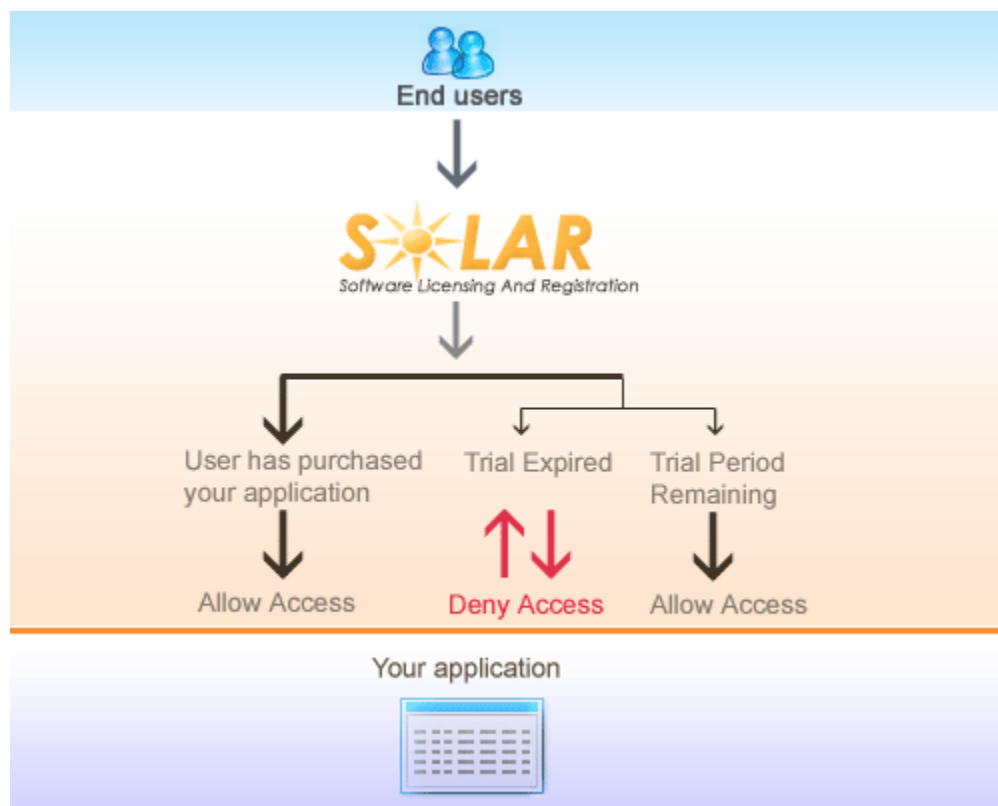 End users
SOLAR
Software Licensing And Registration
User has purchased
your application
Trial Expired
Trial Period
Remaining
Allow Access
Deny Access
Allow Access
Your application